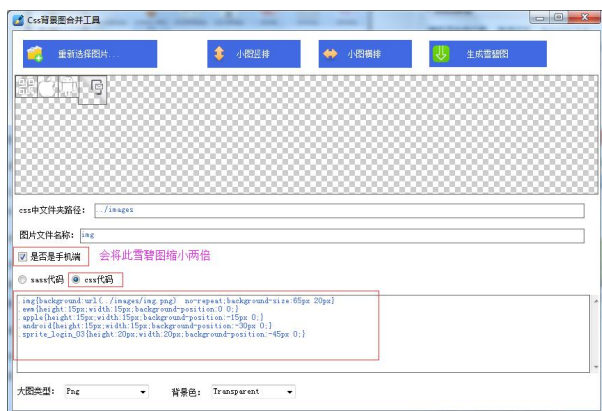 Css背景图合并工具
重新选择图片... 小图竖排 小图横排 生成雪碧图
css中文件夹路径: ../images
图片文件名称: img
是否是手机端 会将此雪碧图缩小两倍
sass代码 css代码
.img{background:url(../images/img.png) no-repeat;background-size:65px 20px}
.ewm{height:15px;width:15px;background-position:0 0;}
.apple{height:15px;width:15px;background-position:-15px 0;}
.android{height:15px;width:15px;background-position:-30px 0;}
.sprite_login_03{height:20px;width:20px;background-position:-45px 0;}
大图类型: Png 背景色: Transparent